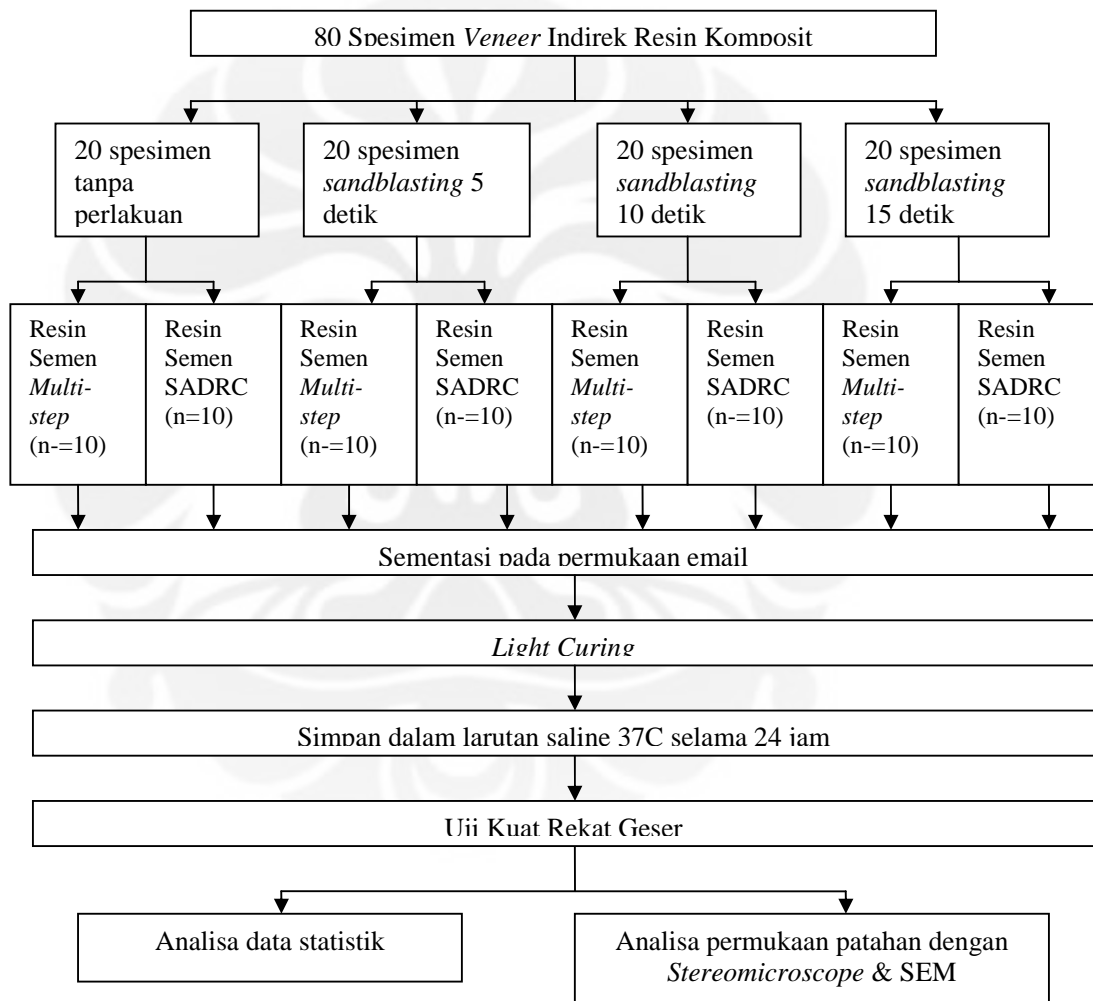 80 Spesimen Veneer Indirek Resin Komposit
20 spesimen
tanpa
perlakuan
20 spesimen
sandblasting 5
detik
20 spesimen
sandblasting
10 detik
20 spesimen
sandblasting
15 detik
Resin
Semen
Multi-
step
(n-=10)
Resin
Semen
SADRC
(n=10)
Resin
Semen
Multi-
step
(n-=10)
Resin
Semen
SADRC
(n-=10)
Resin
Semen
Multi-
step
(n-=10)
Resin
Semen
SADRC
(n-=10)
Resin
Semen
Multi-
step
(n-=10)
Resin
Semen
SADRC
(n-=10)
Sementasi pada permukaan email
Light Curing
Simpan dalam larutan saline 37C selama 24 jam
Uji Kuat Rekat Geser
Analisa data statistik
Analisa permukaan patahan dengan
Stereomicroscope & SEM